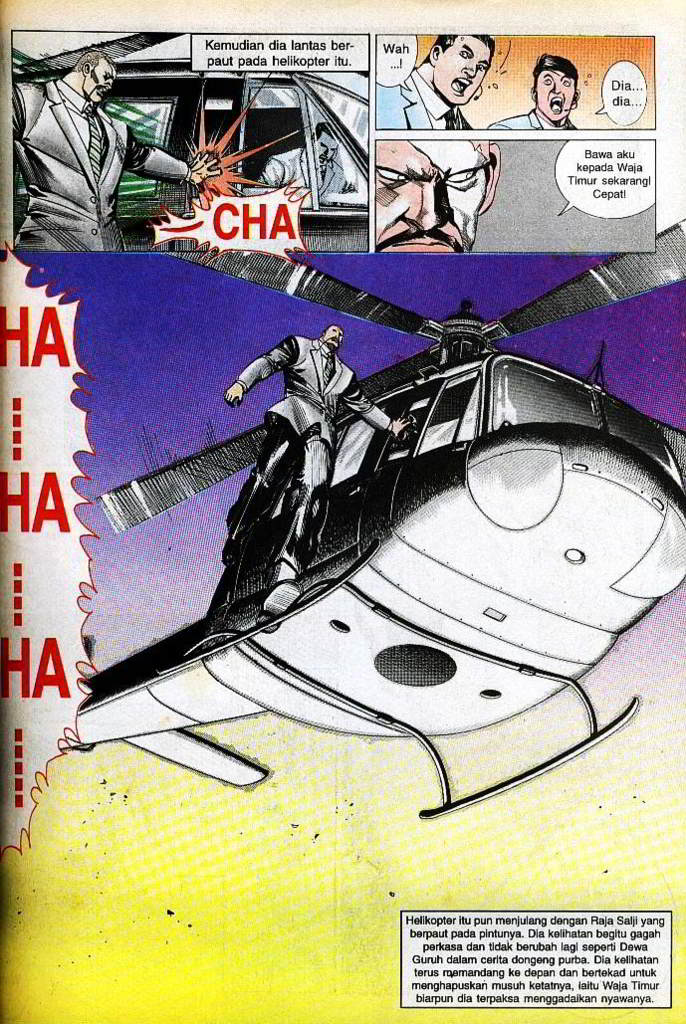 Kemudian dia lantas ber-
paut pada helikopter itu.
CHA
Wah
...!
Dia...
dia...
Bawa aku
kepada Waja
Timur sekarang!
Cepat!
HA
HA
HA
Helikopter itu pun menjulang dengan Raja Salji yang
berpaut pada pintunya. Dia kelihatan begitu gagah
perkasa dan tidak berubah lagi seperti Dewa
Guruh dalam cerita dongeng purba. Dia kelihatan
terus memandang ke depan dan bertekad untuk
menghapuskan musuh ketatnya, iaitu Waja Timur
biarpun dia terpaksa menggadaikan nyawanya.